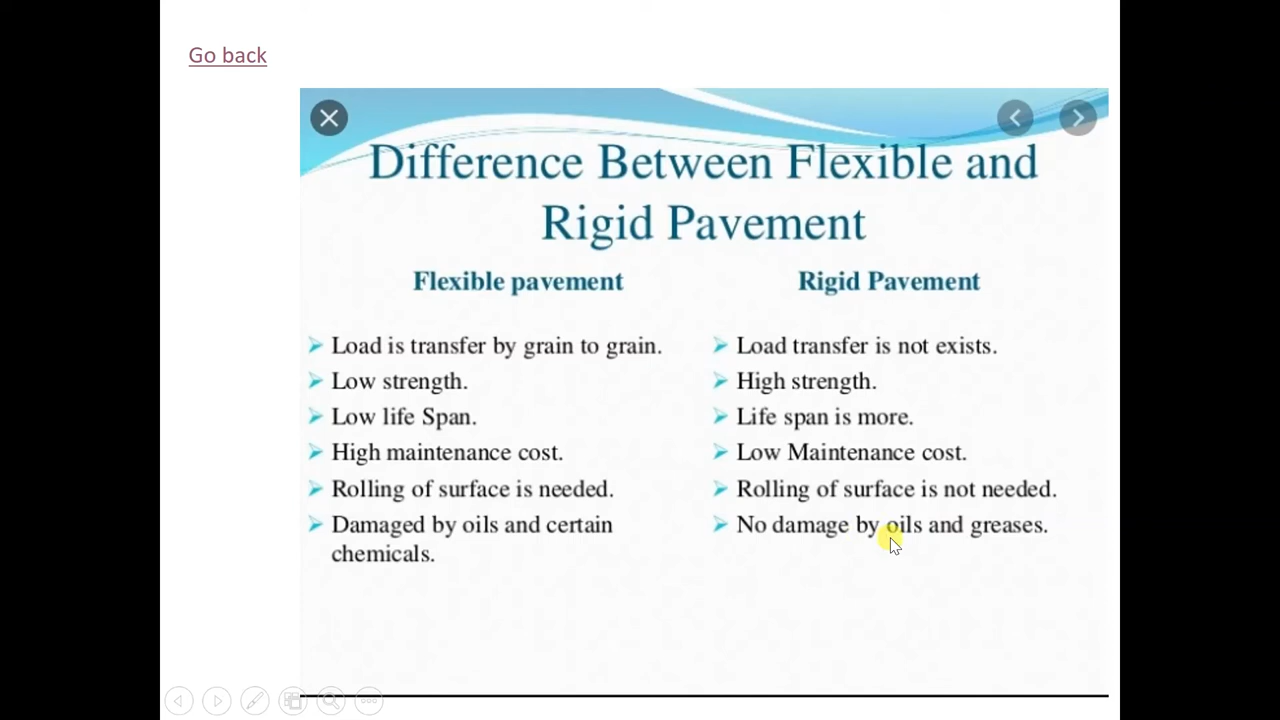 Go back
Difference Between Flexible and
Rigid Pavement
Flexible pavement
Load is transfer by grain to grain.
Low strength.
Low life Span.
High maintenance cost.
Rolling of surface is needed.
Damaged by oils and certain
chemicals.
Rigid Pavement
Load transfer is not exists.
High strength.
Life span is more.
Low Maintenance cost.
Rolling of surface is not needed.
No damage by oils and greases.